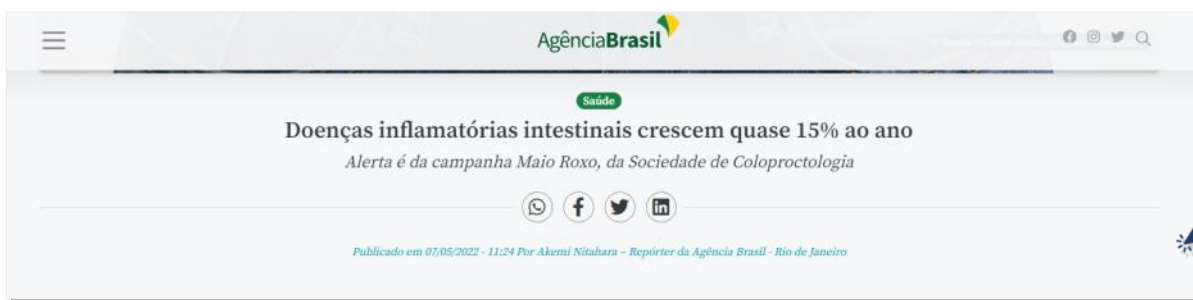 AgênciaBrasil
Saúde
Doenças inflamatórias intestinais crescem quase 15% ao ano
Alerta é da campanha Maio Roxo, da Sociedade de Coloproctologia
Publicado em 07/05/2022 - 11:24 Por Akemi Nitahara – Repórter da Agência Brasil - Rio de Janeiro